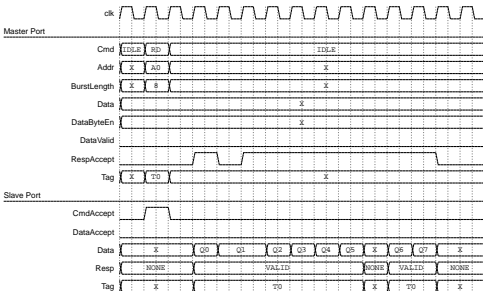 clk
Master Port
Cmd IDLE RD IDLE
Addr X A0 X
BurstLength X 8 X
Data X
DataByteEn X
DataValid
RespAccept
Tag X T0 X
Slave Port
CmdAccept
DataAccept
Data X Q0 Q1 Q2 Q3 Q4 Q5 X Q6 Q7 X
Resp NONE VALID NONE VALID NONE
Tag X T0 X T0 X